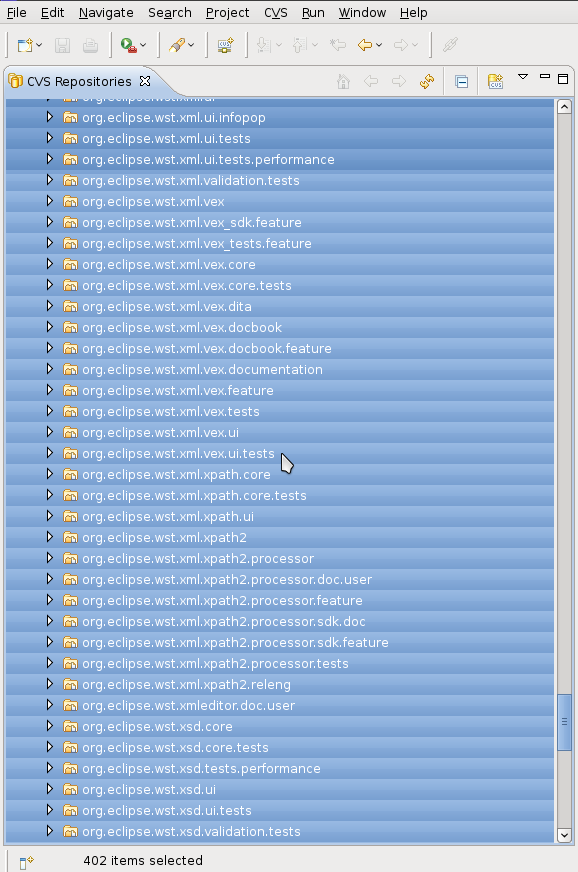 File Edit Navigate Search Project CVS Run Window Help
CVS Repositories
org.eclipse.wst.xml.ui
org.eclipse.wst.xml.ui.infopop
org.eclipse.wst.xml.ui.tests
org.eclipse.wst.xml.ui.tests.performance
org.eclipse.wst.xml.validation.tests
org.eclipse.wst.xml.vex
org.eclipse.wst.xml.vex_sdk.feature
org.eclipse.wst.xml.vex_tests.feature
org.eclipse.wst.xml.vex.core
org.eclipse.wst.xml.vex.core.tests
org.eclipse.wst.xml.vex.dita
org.eclipse.wst.xml.vex.docbook
org.eclipse.wst.xml.vex.docbook.feature
org.eclipse.wst.xml.vex.documentation
org.eclipse.wst.xml.vex.feature
org.eclipse.wst.xml.vex.tests
org.eclipse.wst.xml.vex.ui
org.eclipse.wst.xml.vex.ui.tests
org.eclipse.wst.xml.xpath.core
org.eclipse.wst.xml.xpath.core.tests
org.eclipse.wst.xml.xpath.ui
org.eclipse.wst.xml.xpath2
org.eclipse.wst.xml.xpath2.processor
org.eclipse.wst.xml.xpath2.processor.doc.user
org.eclipse.wst.xml.xpath2.processor.feature
org.eclipse.wst.xml.xpath2.processor.sdk.doc
org.eclipse.wst.xml.xpath2.processor.sdk.feature
org.eclipse.wst.xml.xpath2.processor.tests
org.eclipse.wst.xml.xpath2.releng
org.eclipse.wst.xmleditor.doc.user
org.eclipse.wst.xsd.core
org.eclipse.wst.xsd.core.tests
org.eclipse.wst.xsd.tests.performance
org.eclipse.wst.xsd.ui
org.eclipse.wst.xsd.ui.tests
org.eclipse.wst.xsd.validation.tests
402 items selected